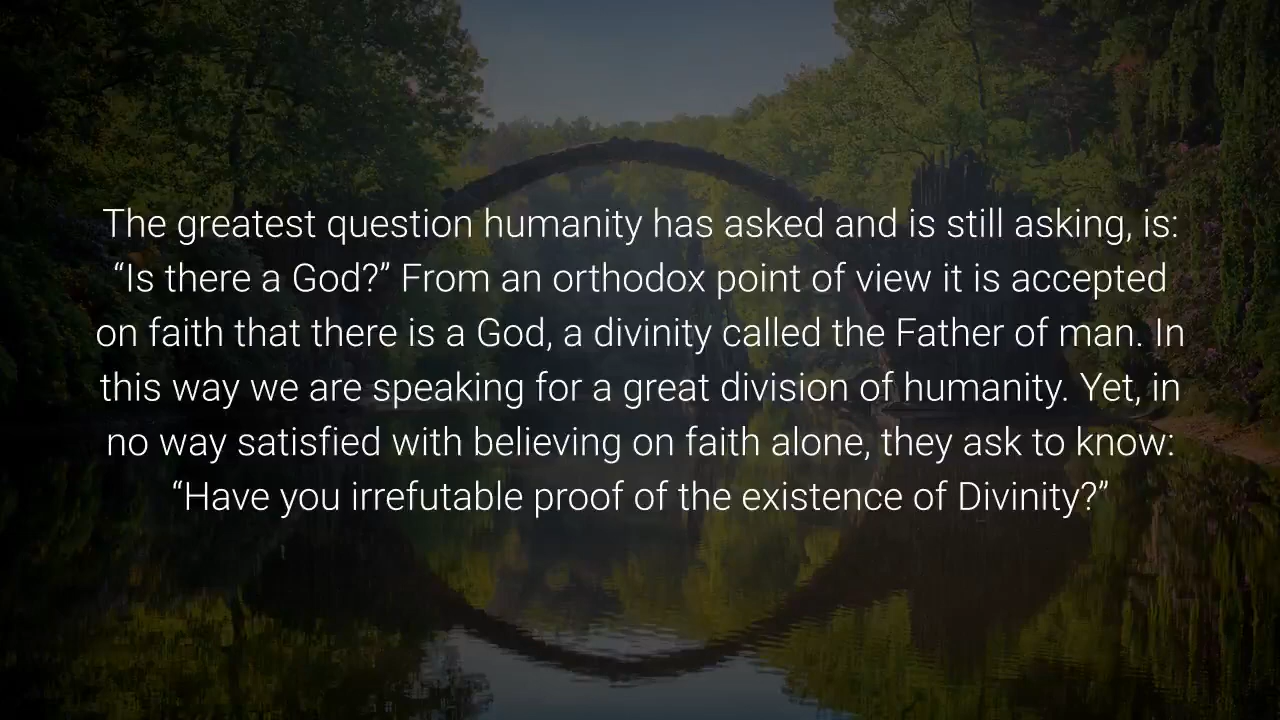 The greatest question humanity has asked and is still asking, is:
“Is there a God?” From an orthodox point of view it is accepted
on faith that there is a God, a divinity called the Father of man. In
this way we are speaking for a great division of humanity. Yet, in
no way satisfied with believing on faith alone, they ask to know:
“Have you irrefutable proof of the existence of Divinity?”